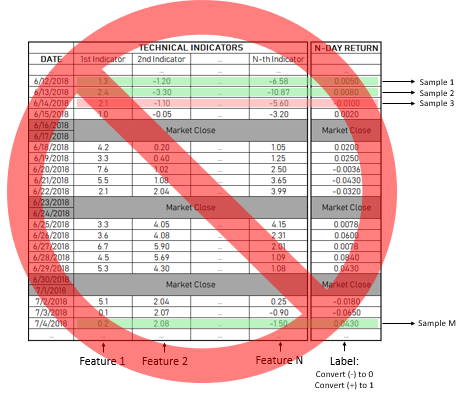 TECHNICAL INDICATORS N-DAY RETURN
DATE 1st Indicator 2nd Indicator ... N-th Indicator
... ... ... ...
6/12/2018 1.3 -1.20 -6.58 0.0050 Sample 1
6/13/2018 2.4 -3.30 -10.87 0.0080 Sample 2
6/14/2018 2.1 -1.10 -5.60 -0.0100 Sample 3
6/15/2018 1.0 -0.05 -3.20 0.0020
6/16/2018
Market Close Market Close
6/17/2018
6/18/2018 4.2 0.20 1.05 0.0200
6/19/2018 3.3 0.40 1.25 0.0250
6/20/2018 7.6 1.02 2.50 -0.0036
6/21/2018 5.5 1.08 3.65 -0.0430
6/22/2018 2.1 2.04 3.99 -0.0320
6/23/2018
Market Close Market Close
6/24/2018
6/25/2018 3.3 4.05 4.15 0.0078
6/26/2018 3.6 4.08 2.31 0.0600
6/27/2018 6.7 5.90 2.01 0.0078
6/28/2018 4.5 5.69 1.09 0.0840
6/29/2018 5.3 4.30 1.08 0.0430
6/30/2018
Market Close Market Close
7/1/2018
7/2/2018 5.1 2.04 0.25 -0.0180
7/3/2018 0.1 2.07 -0.90 -0.0650
7/4/2018 0.2 2.08 -1.50 0.0430 Sample M
... ... ... ... ...
Feature 1 Feature 2 Feature N Label:
Convert (-) to 0
Convert (+) to 1